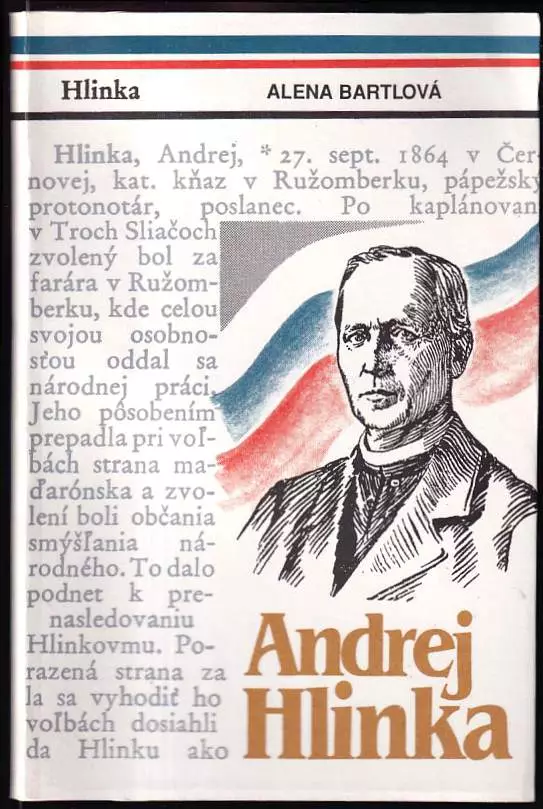 Hlinka
ALENA BARTLOVÁ
Hlinka, Andrej, * 27. sept. 1864 v Čer-
novej, kat. kňaz v Ružomberku, pápežský
protonotár, poslanec. Po kaplánovan
v Troch Sliačoch
zvolený bol za
farára v Ružom-
berku, kde celou
svojou osobno-
sťou oddal sa
národnej práci.
Jeho pôsobením
prepadla pri voľ-
bách strana ma-
ďarónska a zvo-
lení boli občania
smýšľania ná-
rodného. To dalo
podnet k pre-
nasledovaniu
Hlinkovmu. Po-
razená strana za
la sa vyhodiť ho
voľbách dosiahli
da Hlinku ako
Andrej
Hlinka